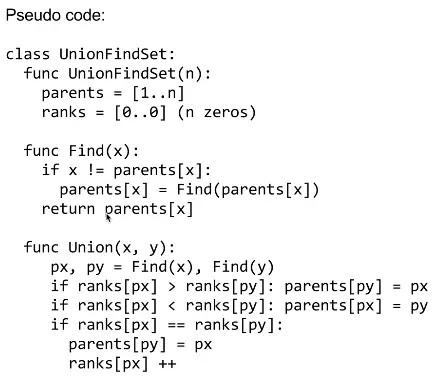 Pseudo code:
class UnionFindSet:
func UnionFindSet(n):
parents = [1..n]
ranks = [0..0] (n zeros)
func Find(x):
if x != parents[x]:
parents[x] = Find(parents[x])
return parents[x]
func Union(x, y):
px, py = Find(x), Find(y)
if ranks[px] > ranks[py]: parents[py] = px
if ranks[px] < ranks[py]: parents[px] = py
if ranks[px] == ranks[py]:
parents[py] = px
ranks[px] ++